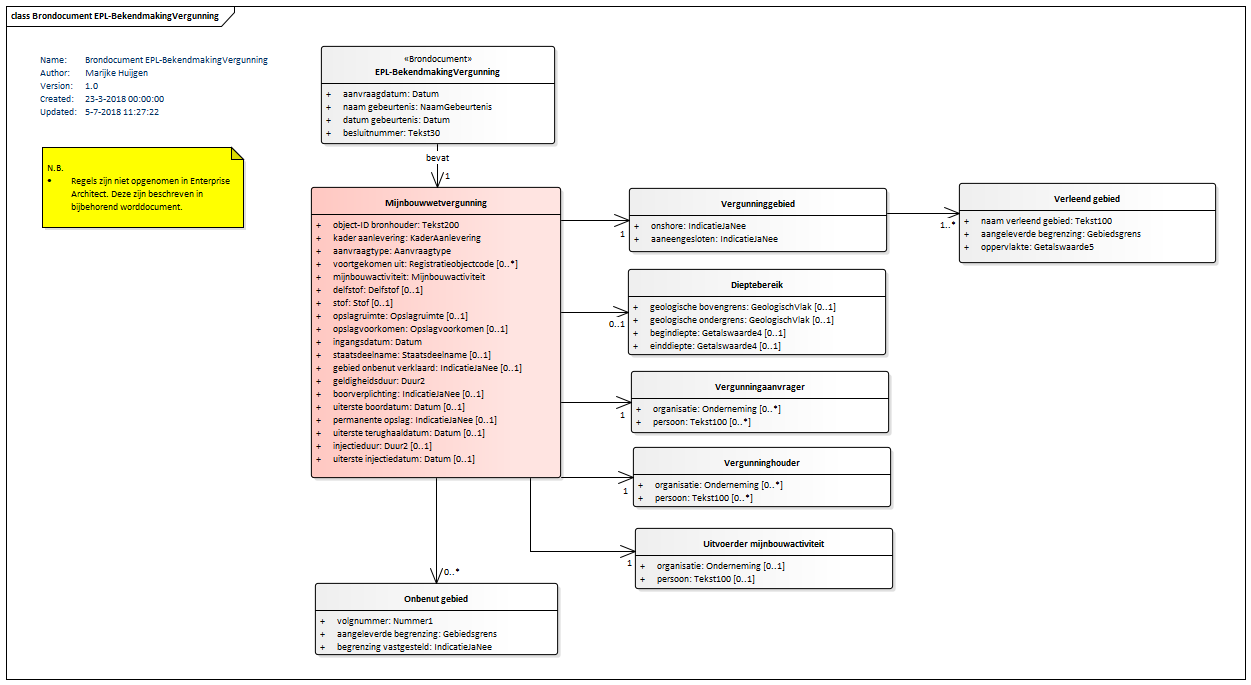 class Brondocument EPL-BekendmakingVergunning
Name: Brondocument EPL-BekendmakingVergunning
Author: Marijke Huijgen
Version: 1.0
Created: 23-3-2018 00:00:00
Updated: 5-7-2018 11:27:22
N.B.
• Regels zijn niet opgenomen in Enterprise
Architect. Deze zijn beschreven in
bijbehorend worddocument.
«Brondocument»
EPL-BekendmakingVergunning
+ aanvraagdatum: Datum
+ naam gebeurtenis: NaamGebeurtenis
+ datum gebeurtenis: Datum
+ besluitnummer: Tekst30
bevat
1
Mijnbouwwetvergunning
+ object-ID bronhouder: Tekst200
+ kader aanlevering: KaderAanlevering
+ aanvraagtype: Aanvraagtype
+ voortgekomen uit: Registratieobjectcode [0..*]
+ mijnbouwactiviteit: Mijnbouwactiviteit
+ delfstof: Delfstof [0..1]
+ stof: Stof [0..1]
+ opslagruimte: Opslagruimte [0..1]
+ opslagvoorkomen: Opslagvoorkomen [0..1]
+ ingangsdatum: Datum
+ staatsdeelname: Staatsdeelname [0..1]
+ gebied onbenut verklaard: IndicatieJaNee [0..1]
+ geldigheidsduur: Duur2
+ boorverplichting: IndicatieJaNee [0..1]
+ uiterste boordatum: Datum [0..1]
+ permanente opslag: IndicatieJaNee [0..1]
+ uiterste terughaaldatum: Datum [0..1]
+ injectieduur: Duur2 [0..1]
+ uiterste injectiedatum: Datum [0..1]
1
Vergunninggebied
+ onshore: IndicatieJaNee
+ aaneengesloten: IndicatieJaNee
1..*
Verleend gebied
+ naam verleend gebied: Tekst100
+ aangeleverde begrenzing: Gebiedsgrens
+ oppervlakte: Getalswaarde5
0..1
Dieptebereik
+ geologische bovengrens: GeologischVlak [0..1]
+ geologische ondergrens: GeologischVlak [0..1]
+ begindiepte: Getalswaarde4 [0..1]
+ einddiepte: Getalswaarde4 [0..1]
1
Vergunningaanvrager
+ organisatie: Onderneming [0..*]
+ persoon: Tekst100 [0..*]
1
Vergunninghouder
+ organisatie: Onderneming [0..*]
+ persoon: Tekst100 [0..*]
1
Uitvoerder mijnbouwactiviteit
+ organisatie: Onderneming [0..1]
+ persoon: Tekst100 [0..1]
0..*
Onbenut gebied
+ volgnummer: Nummer1
+ aangeleverde begrenzing: Gebiedsgrens
+ begrenzing vastgesteld: IndicatieJaNee